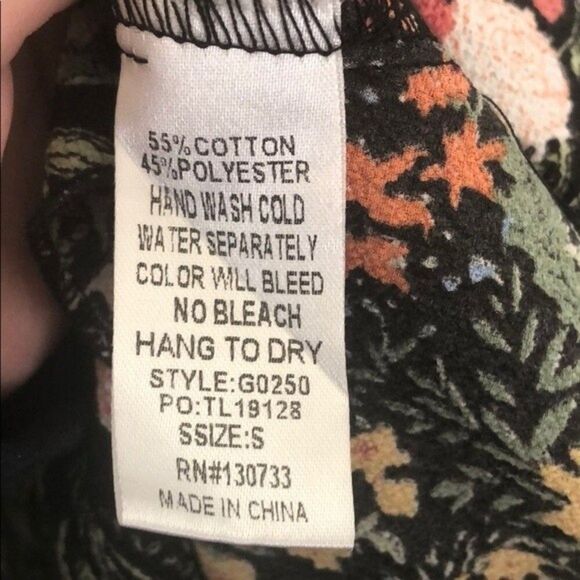 55% COTTON
45% POLYESTER
HAND WASH COLD
WATER SEPARATELY
COLOR WILL BLEED
NO BLEACH
HANG TO DRY
STYLE:G0250
PO:TL19128
SSIZE:S
RN#130733
MADE IN CHINA